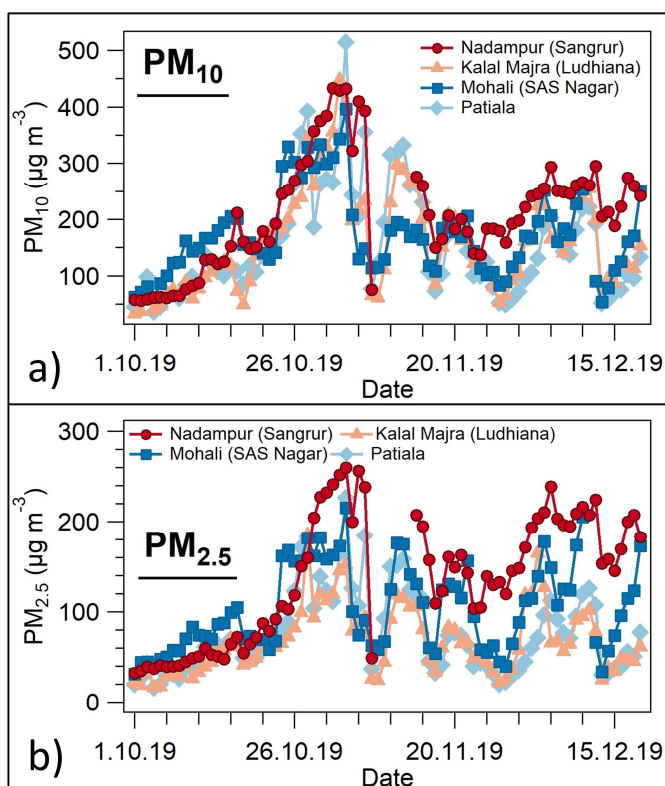 500
400
300
200
100
PM10 (µg m-3)
PM10
Nadampur (Sangrur)
Kalal Majra (Ludhiana)
Mohali (SAS Nagar)
Patiala
1.10.19 26.10.19 20.11.19 15.12.19
Date
a)
300
200
100
0
PM2.5 (µg m-3)
Nadampur (Sangrur) Kalal Majra (Ludhiana)
Mohali (SAS Nagar) Patiala
PM2.5
1.10.19 26.10.19 20.11.19 15.12.19
Date
b)